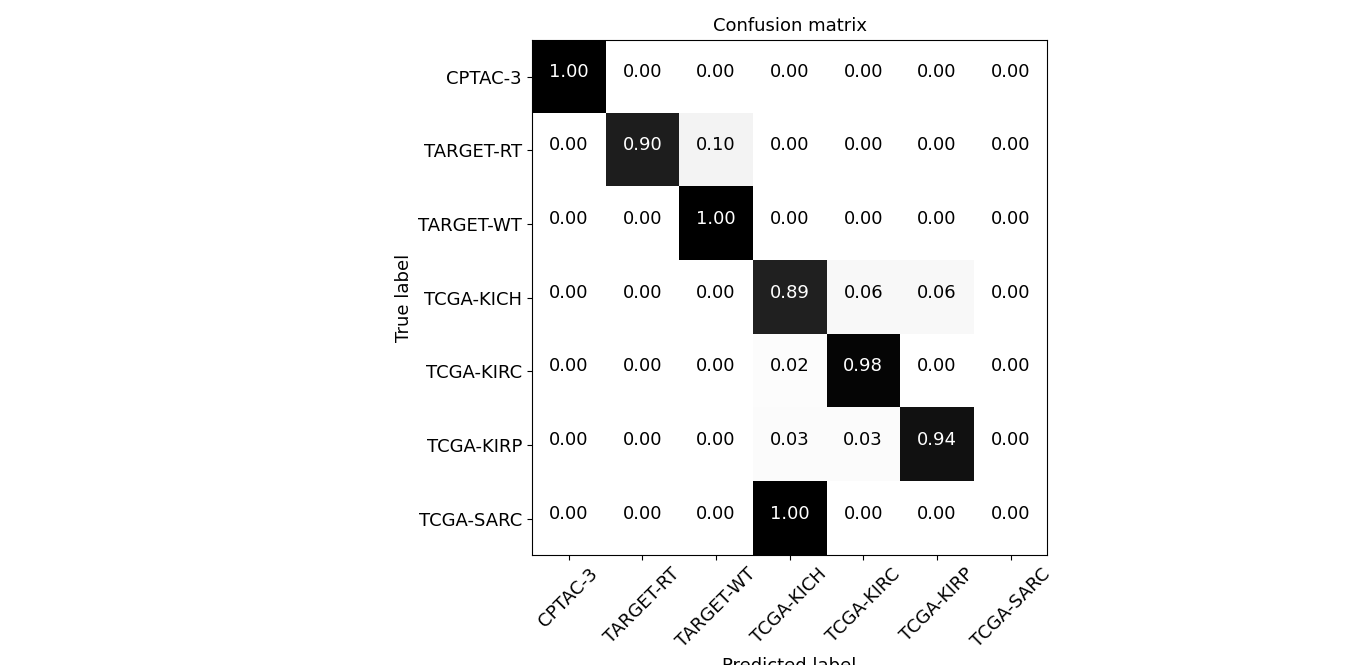 Confusion matrix
CPTAC-3 1.00 0.00 0.00 0.00 0.00 0.00 0.00
TARGET-RT 0.00 0.90 0.10 0.00 0.00 0.00 0.00
TARGET-WT 0.00 0.00 1.00 0.00 0.00 0.00 0.00
TCGA-KICH 0.00 0.00 0.00 0.89 0.06 0.06 0.00
TCGA-KIRC 0.00 0.00 0.00 0.02 0.98 0.00 0.00
TCGA-KIRP 0.00 0.00 0.00 0.03 0.03 0.94 0.00
TCGA-SARC 0.00 0.00 0.00 1.00 0.00 0.00 0.00
True label
CPTAC-3 TARGET-RT TARGET-WT TCGA-KICH TCGA-KIRC TCGA-KIRP TCGA-SARC
Predicted label